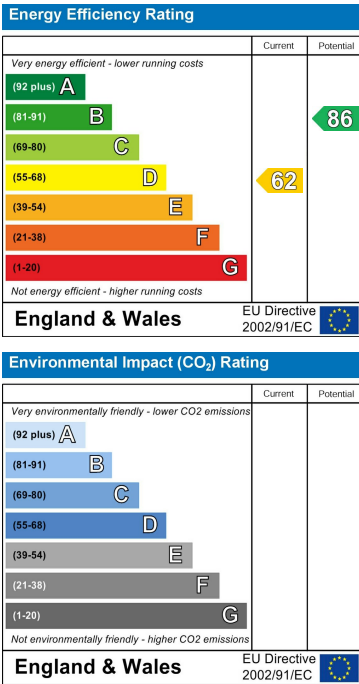 Energy Efficiency Rating
Current Potential
Very energy efficient - lower running costs
(92 plus) A
(81-91) B
86
(69-80) C
(55-68) D
62
(39-54) E
(21-38) F
(1-20) G
Not energy efficient - higher running costs
England & Wales
EU Directive
2002/91/EC
Environmental Impact (CO₂) Rating
Current Potential
Very environmentally friendly - lower CO2 emissions
(92 plus) A
(81-91) B
(69-80) C
(55-68) D
(39-54) E
(21-38) F
(1-20) G
Not environmentally friendly - higher CO2 emissions
England & Wales
EU Directive
2002/91/EC